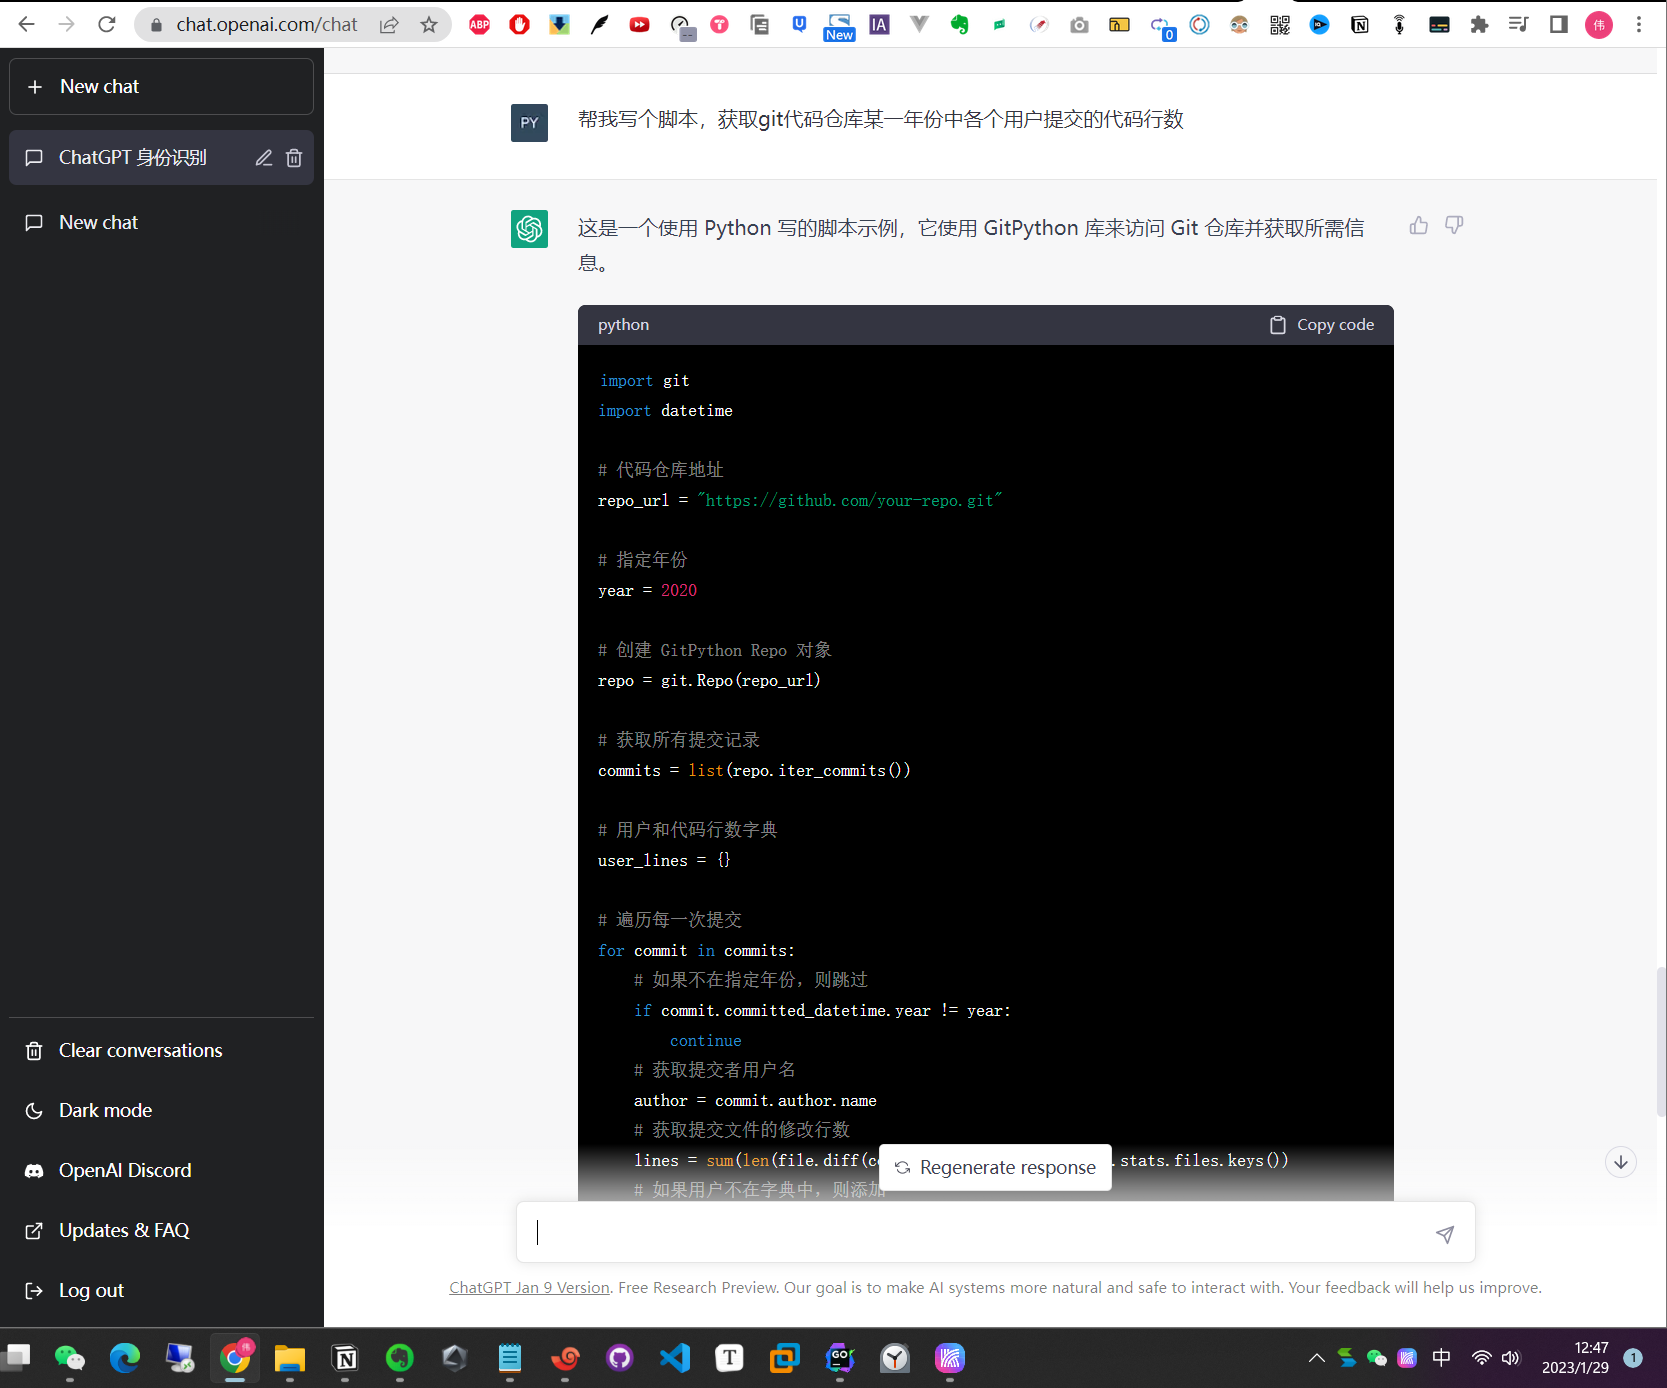 chat.openai.com/chat
ABP
New
IA
0
伟
New chat
ChatGPT 身份识别
New chat
Clear conversations
Dark mode
OpenAI Discord
Updates & FAQ
Log out
PY
帮我写个脚本，获取git代码仓库某一年份中各个用户提交的代码行数
这是一个使用 Python 写的脚本示例，它使用 GitPython 库来访问 Git 仓库并获取所需信
息。
python
Copy code
import git
import datetime
# 代码仓库地址
repo_url = "https://github.com/your-repo.git"
# 指定年份
year = 2020
# 创建 GitPython Repo 对象
repo = git.Repo(repo_url)
# 获取所有提交记录
commits = list(repo.iter_commits())
# 用户和代码行数字典
user_lines = {}
# 遍历每一次提交
for commit in commits:
# 如果不在指定年份，则跳过
if commit.committed_datetime.year != year:
continue
# 获取提交者用户名
author = commit.author.name
# 获取提交文件的修改行数
lines = sum(len(file.diff(c .stats.files.keys())
Regenerate response
# 如果用户不在字典中，则添加
ChatGPT Jan 9 Version. Free Research Preview. Our goal is to make AI systems more natural and safe to interact with. Your feedback will help us improve.
T
GO
中
12:47
2023/1/29
1